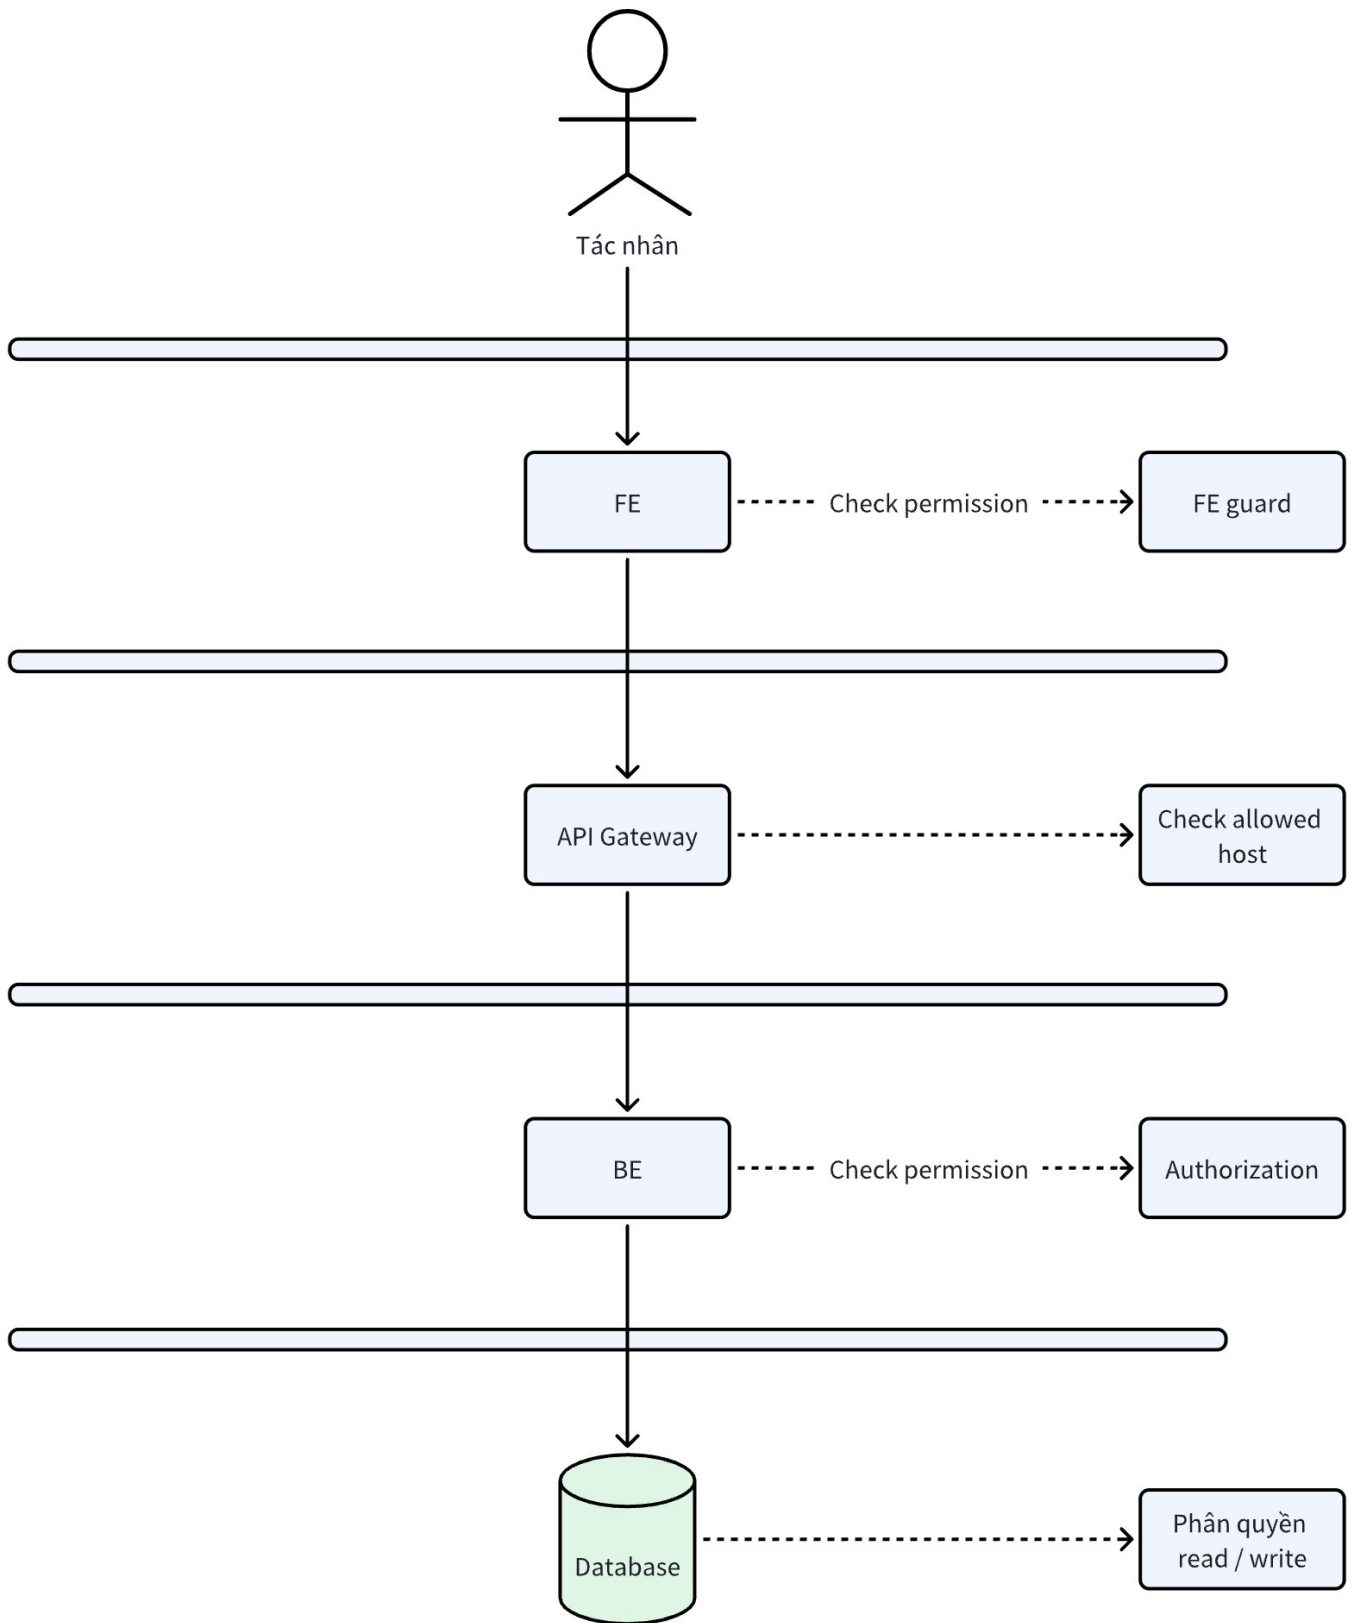 Tác nhân
FE
Check permission
FE guard
API Gateway
Check allowed
host
BE
Check permission
Authorization
Database
Phân quyền
read / write